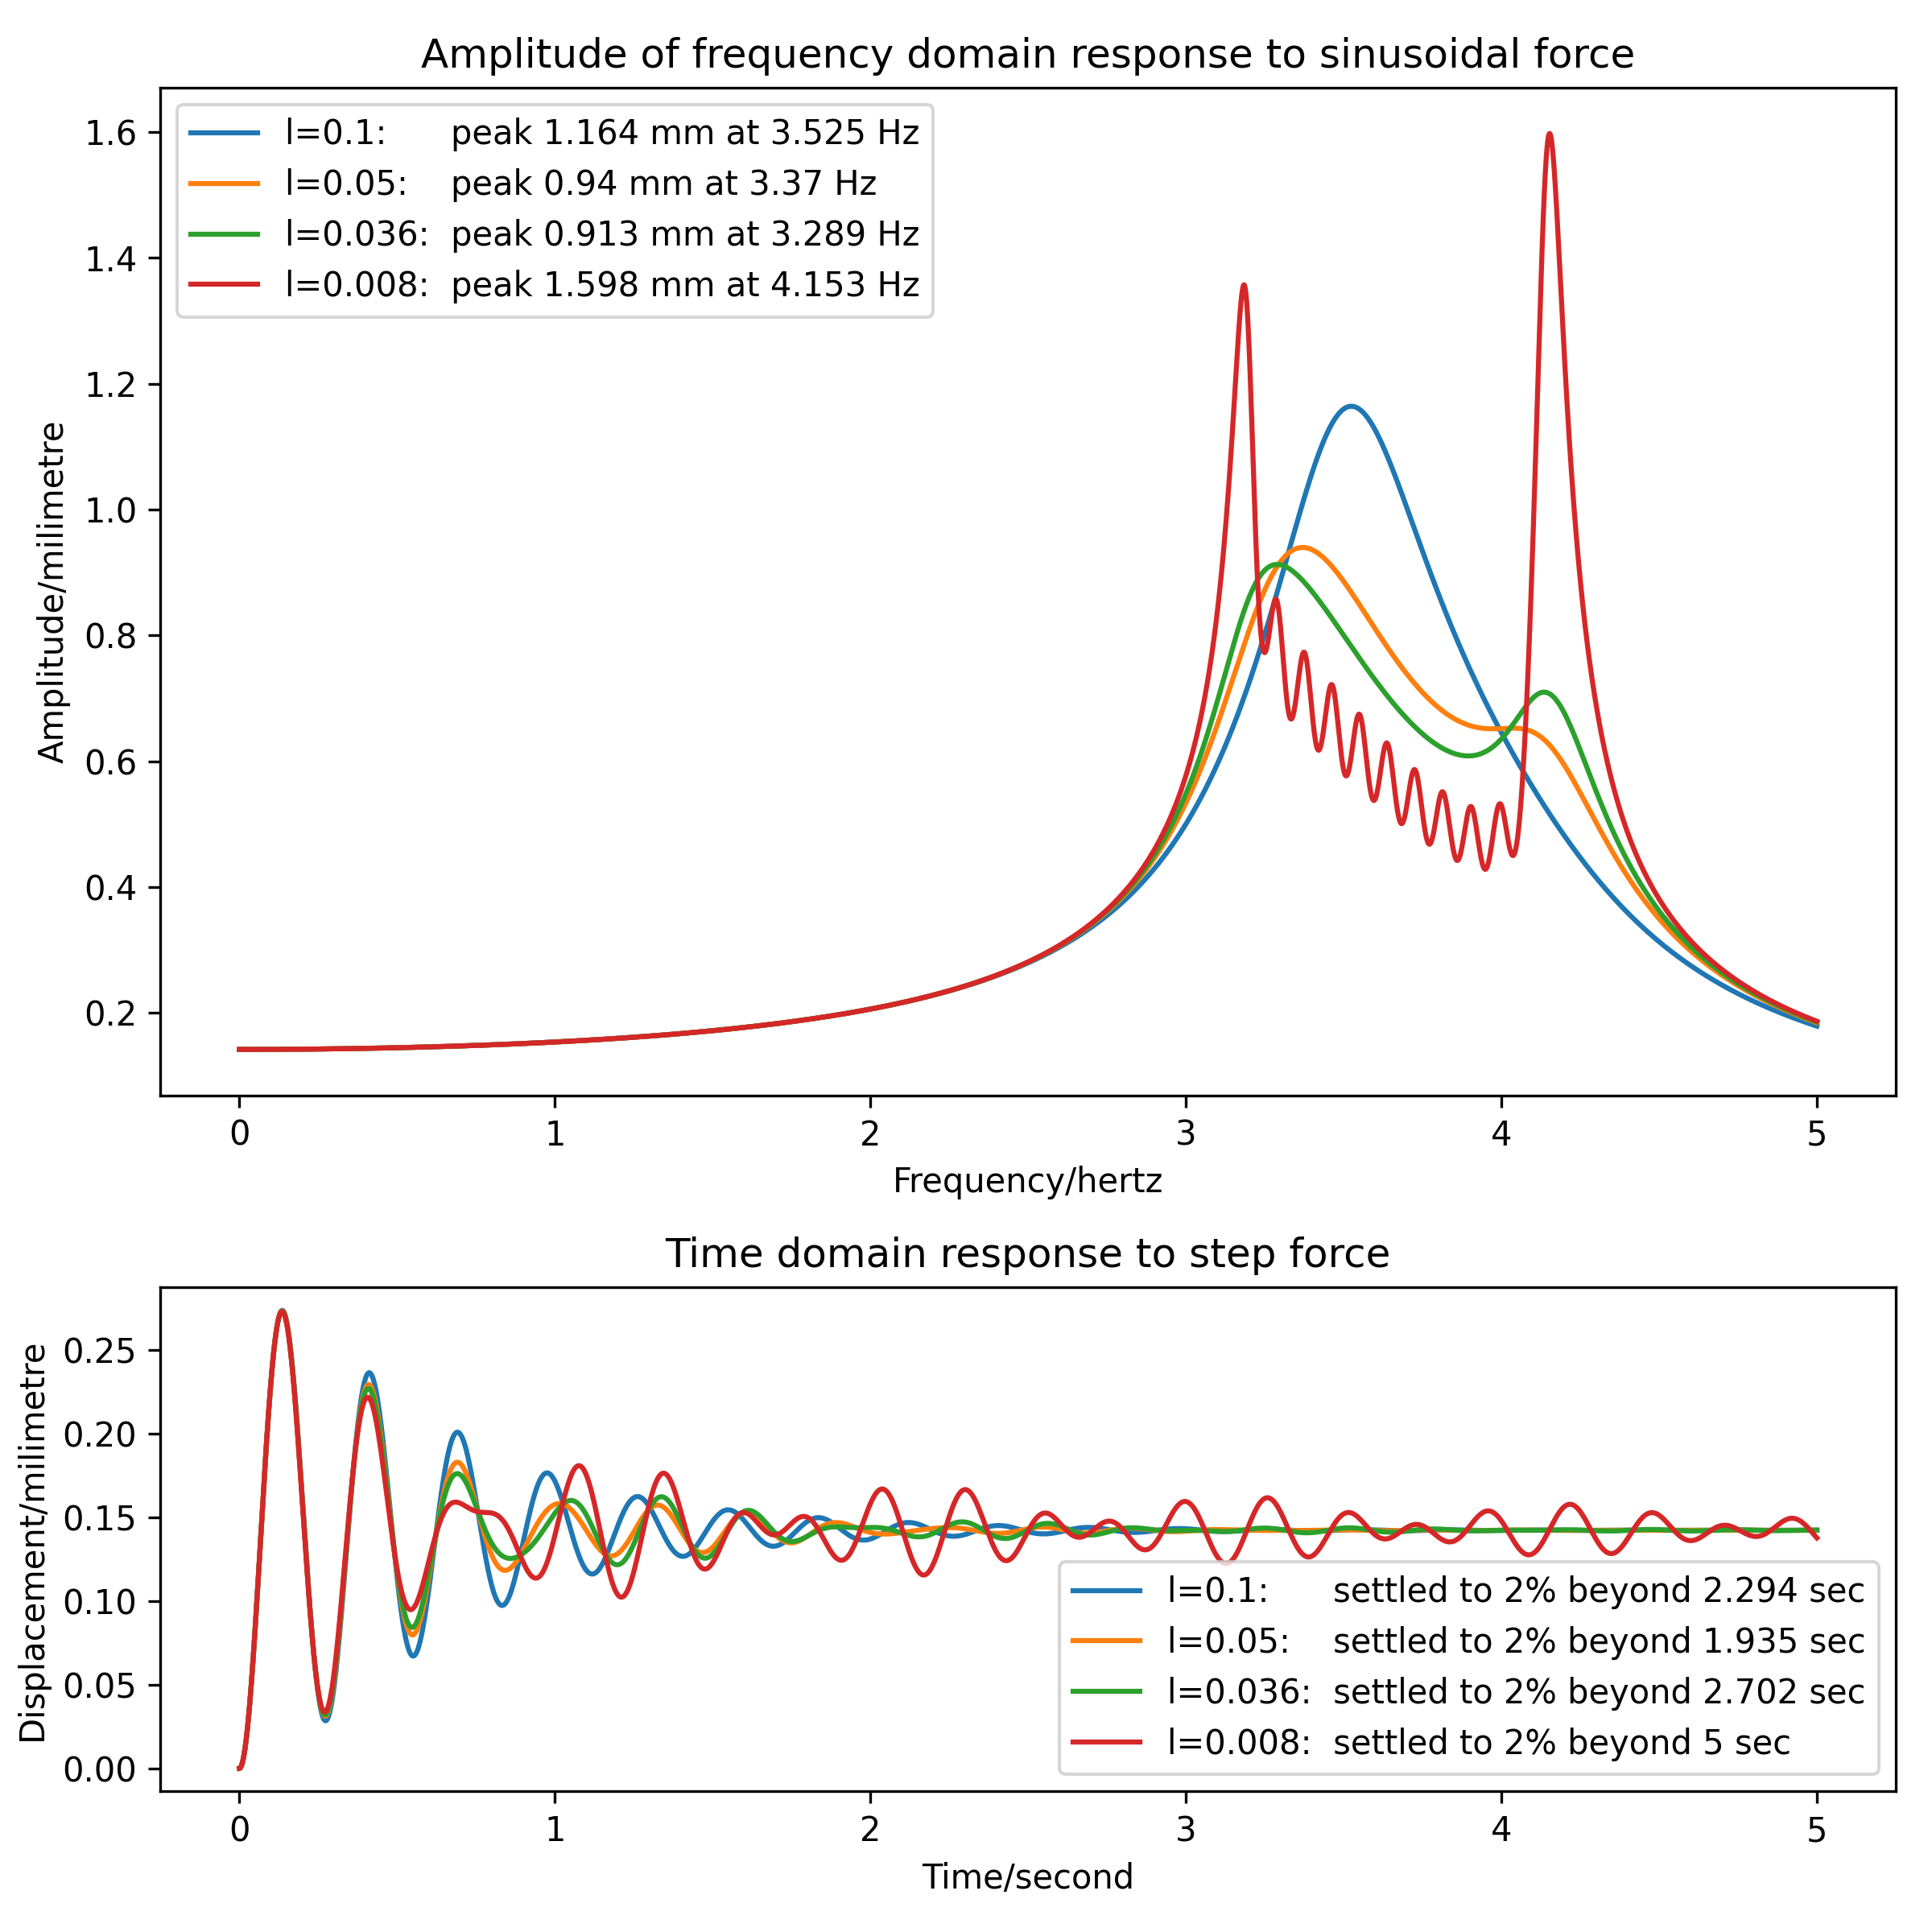 Amplitude of frequency domain response to sinusoidal force
l=0.1: peak 1.164 mm at 3.525 Hz
l=0.05: peak 0.94 mm at 3.37 Hz
l=0.036: peak 0.913 mm at 3.289 Hz
l=0.008: peak 1.598 mm at 4.153 Hz
1.6
1.4
1.2
1.0
0.8
0.6
0.4
0.2
Amplitude/milimetre
0 1 2 3 4 5
Frequency/hertz
Time domain response to step force
0.25
0.20
0.15
0.10
0.05
0.00
Displacement/milimetre
l=0.1: settled to 2% beyond 2.294 sec
l=0.05: settled to 2% beyond 1.935 sec
l=0.036: settled to 2% beyond 2.702 sec
l=0.008: settled to 2% beyond 5 sec
0 1 2 3 4 5
Time/second